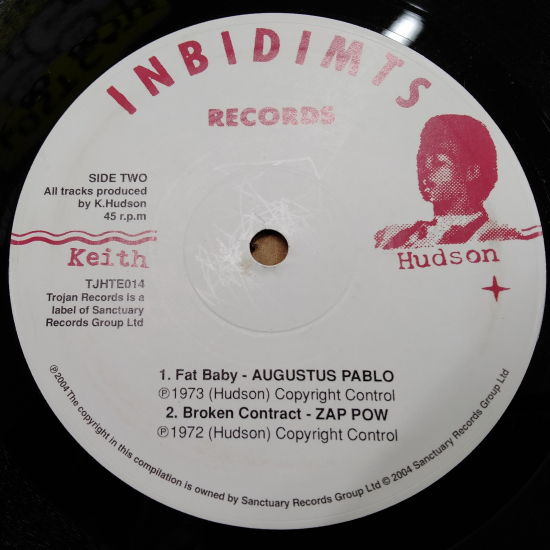 INBIDIMTS
RECORDS
SIDE TWO
All tracks produced
by K.Hudson
45 r.p.m
Keith
Hudson
TJHTE014
Trojan Records is a
label of Sanctuary
Records Group Ltd
1. Fat Baby - AUGUSTUS PABLO
℗1973 (Hudson) Copyright Control
2. Broken Contract - ZAP POW
℗1972 (Hudson) Copyright Control
℗2004 The copyright in this compilation is owned by Sanctuary Records Group Ltd © 2004 Sanctuary Records Group Ltd